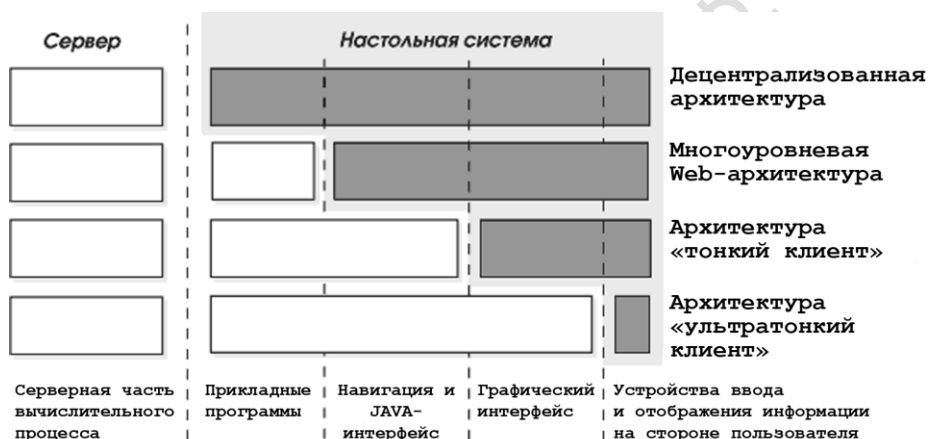 Сервер
Настольная система
Децентрализованная
архитектура
Многоуровневая
Web-архитектура
Архитектура
«тонкий клиент»
Архитектура
«ультратонкий
клиент»
Серверная часть
вычислительного
процесса
Прикладные
программы
Навигация и
JAVA-
интерфейс
Графический
интерфейс
Устройства ввода
и отображения информации
на стороне пользователя